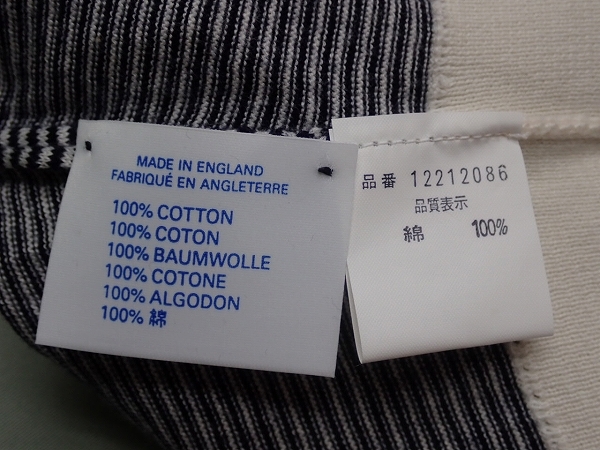 MADE IN ENGLAND
FABRIQUÉ EN ANGLETERRE
100% COTTON
100% COTON
100% BAUMWOLLE
100% COTONE
100% ALGODON
100% 綿
品番 12212086
品質表示
綿 100%